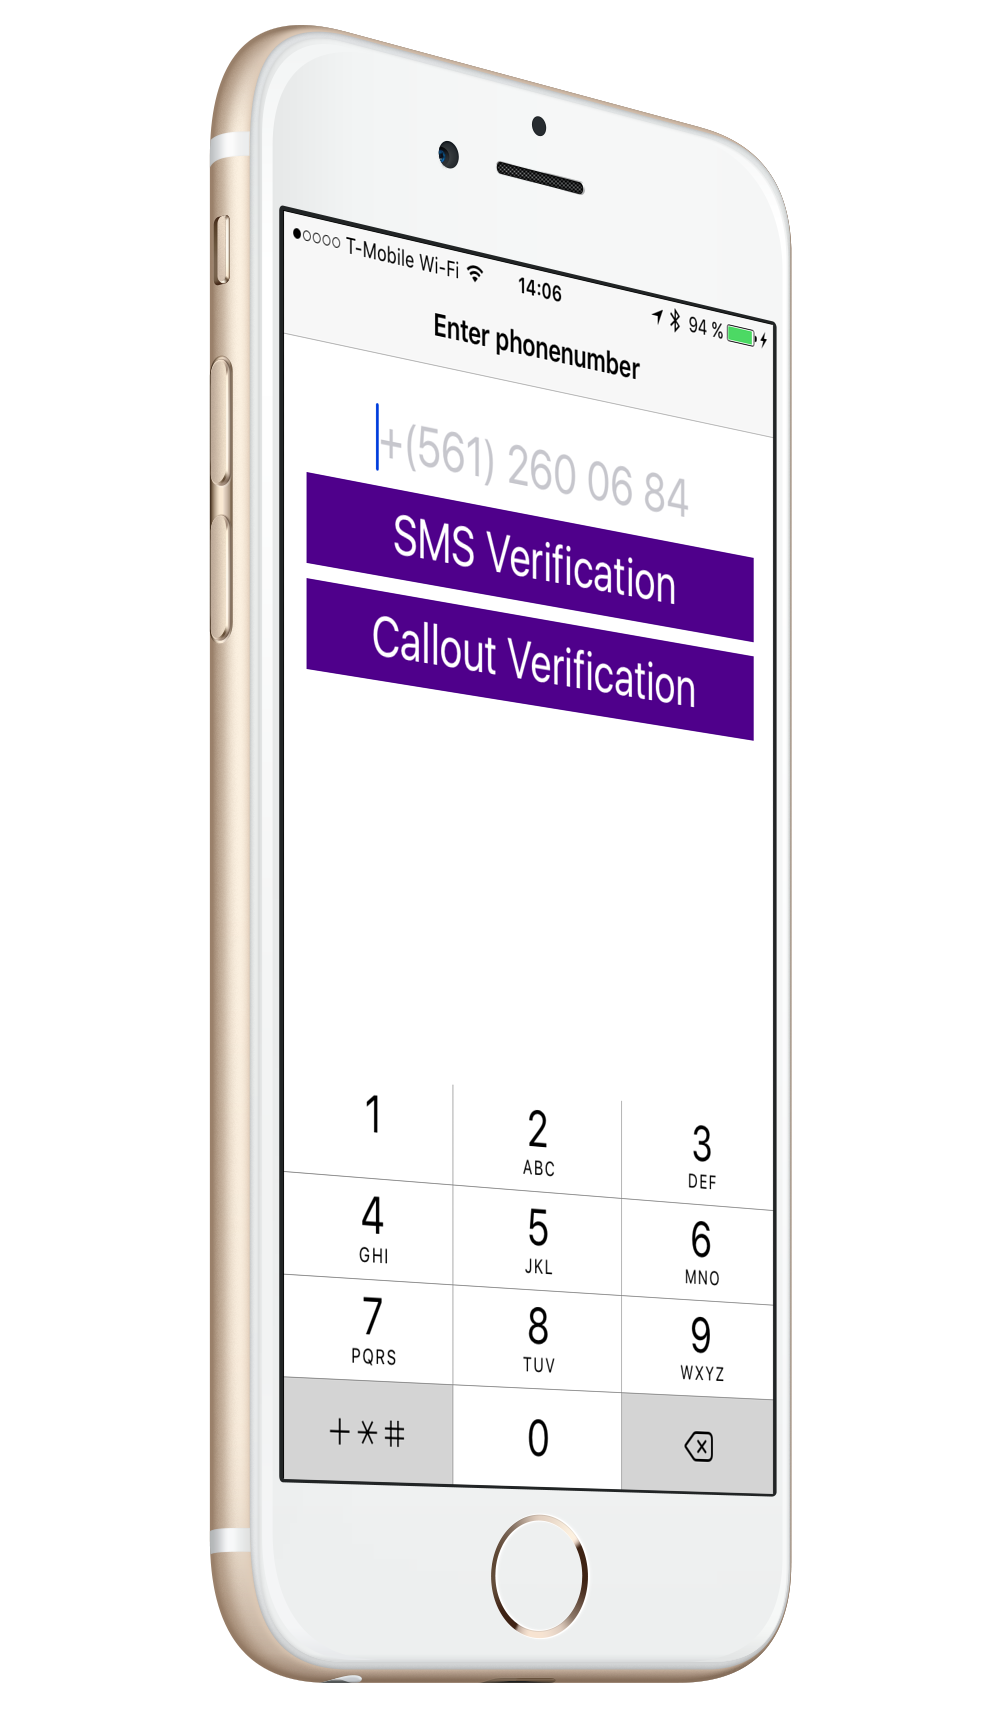 T-Mobile Wi-Fi 14:06 94 %
Enter phonenumber
+(561) 260 06 84
SMS Verification
Callout Verification
1 2 3
ABC DEF
4 5 6
GHI JKL MNO
7 8 9
PQRS TUV WXYZ
+*# 0